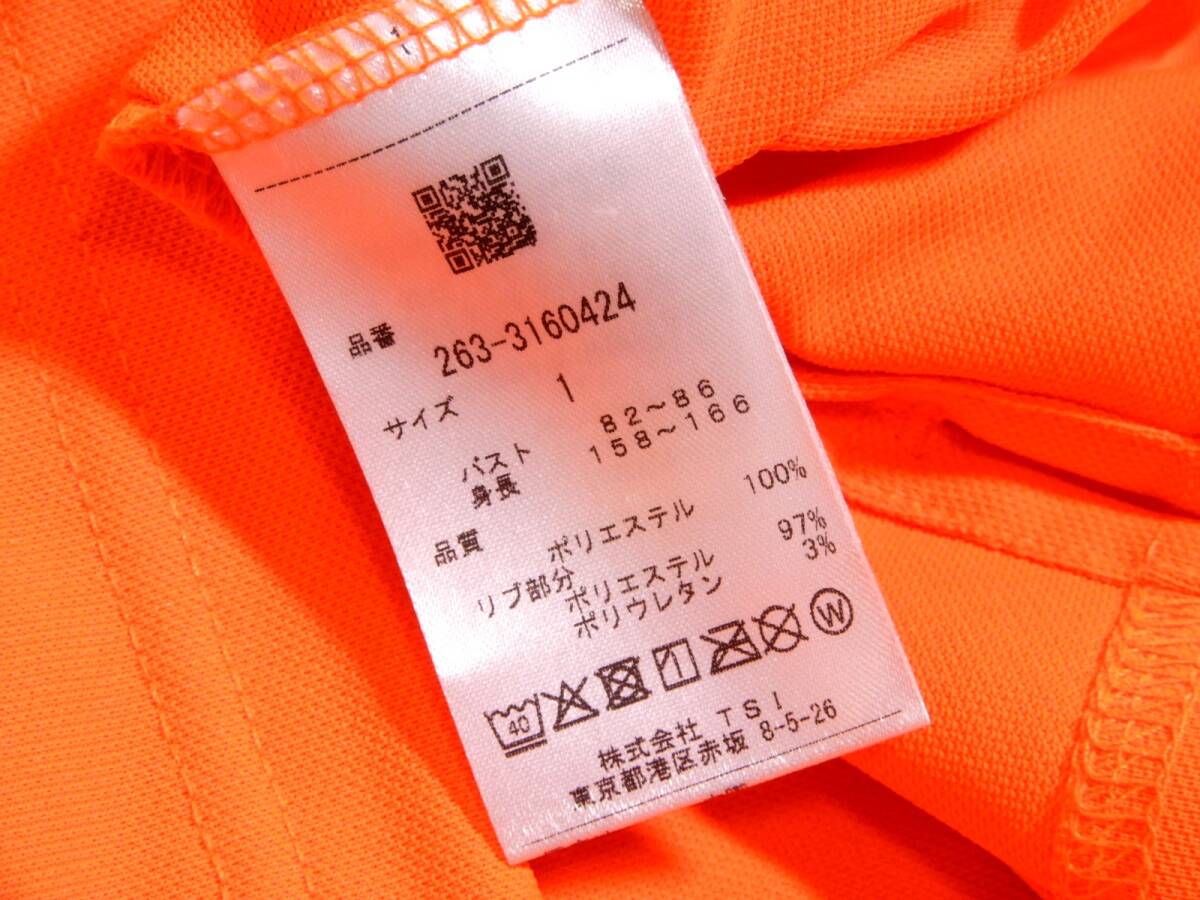 1
品番 263-3160424
サイズ 1
バスト 82~86
身長 158~166
品質 ポリエステル 100%
リブ部分
ポリエステル 97%
ポリウレタン 3%
40 W
株式会社 TSI
東京都港区赤坂 8-5-26